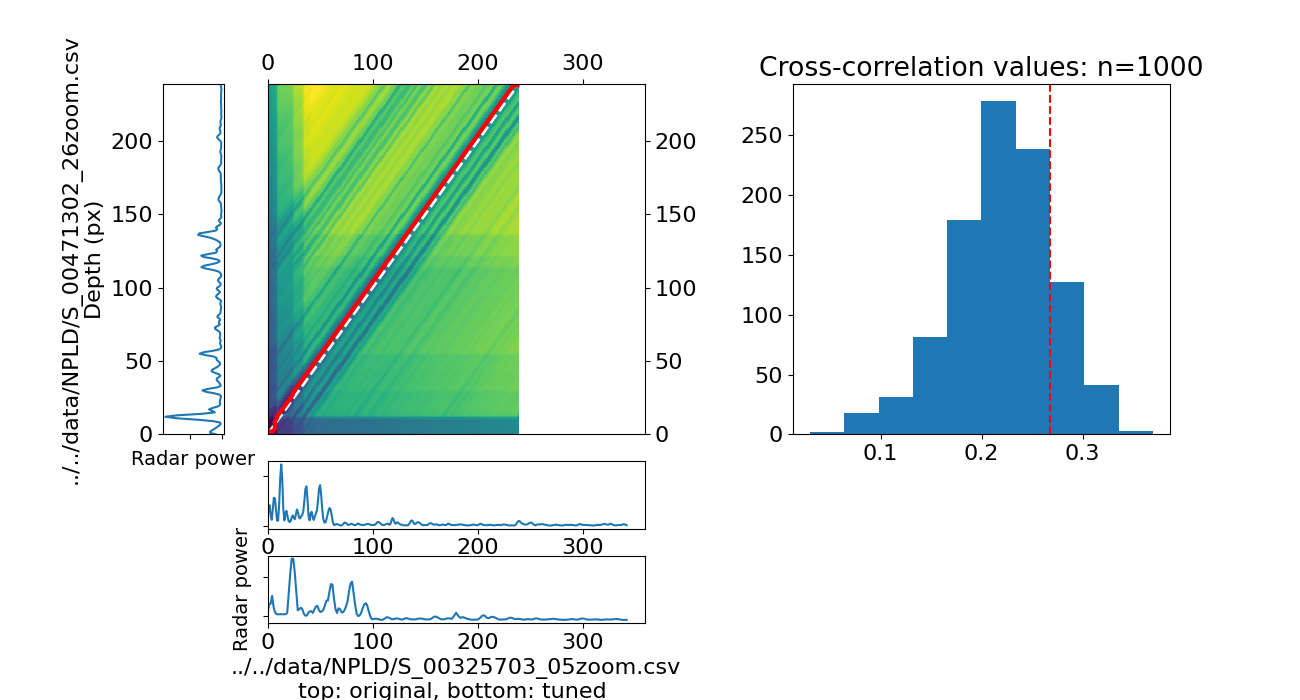 ../../data/NPLD/S_00471302_26zoom.csv
Depth (px)
0 50 100 150 200
Radar power
0 100 200 300
0 50 100 150 200
0 100 200 300
Radar power
0 100 200 300
../../data/NPLD/S_00325703_05zoom.csv
top: original, bottom: tuned
Cross-correlation values: n=1000
0 50 100 150 200 250
0.1 0.2 0.3